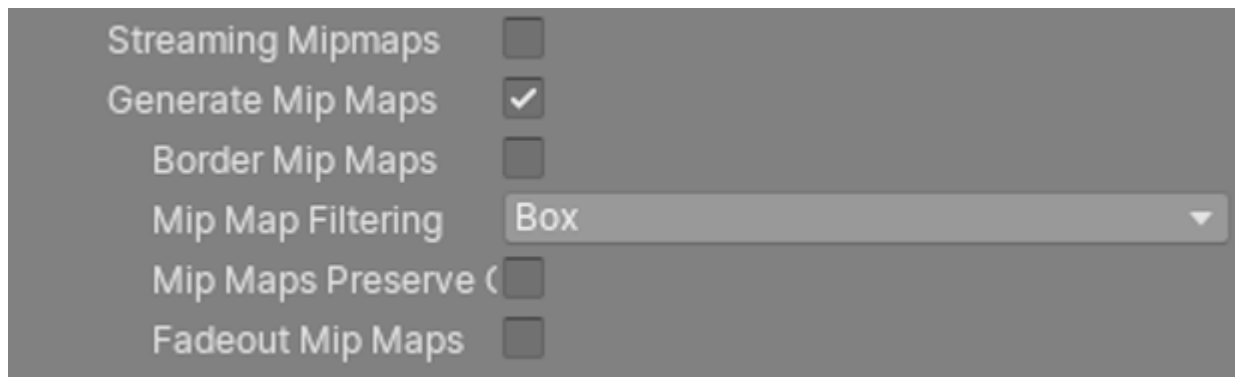 Streaming Mipmaps
Generate Mip Maps
Border Mip Maps
Mip Map Filtering Box
Mip Maps Preserve C
Fadeout Mip Maps